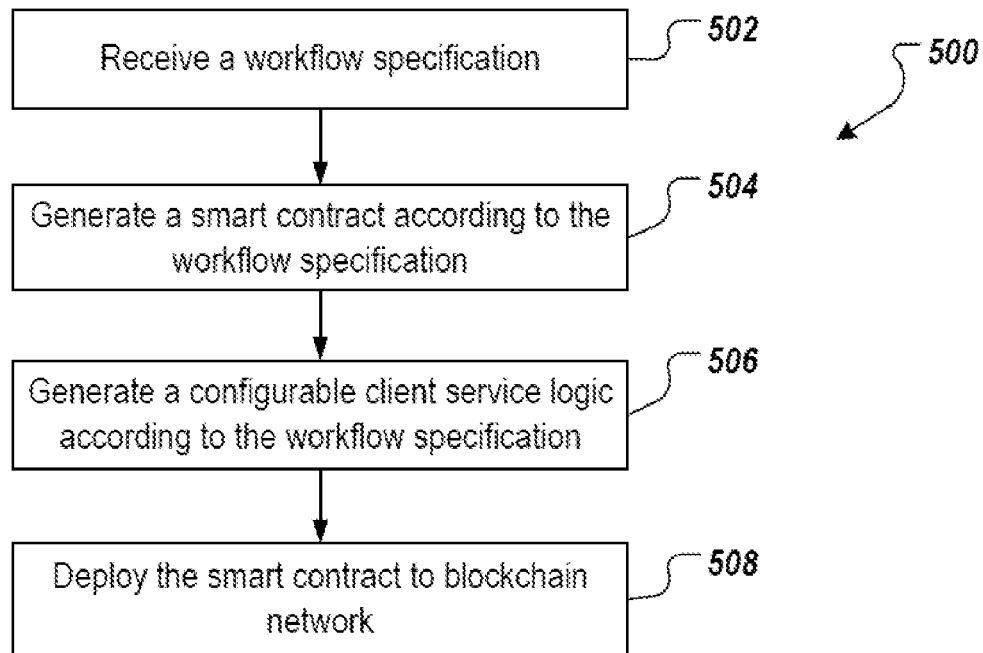 Receive a workflow specification
502
500
Generate a smart contract according to the
workflow specification
504
Generate a configurable client service logic
according to the workflow specification
506
Deploy the smart contract to blockchain
network
508